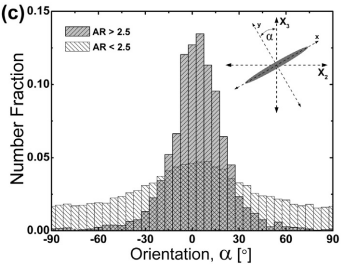 (c)
0.15
0.10
0.05
0.00
Number Fraction
AR > 2.5
AR < 2.5
y
α
X3
x
X2
-90 -60 -30 0 30 60 90
Orientation, α [°]